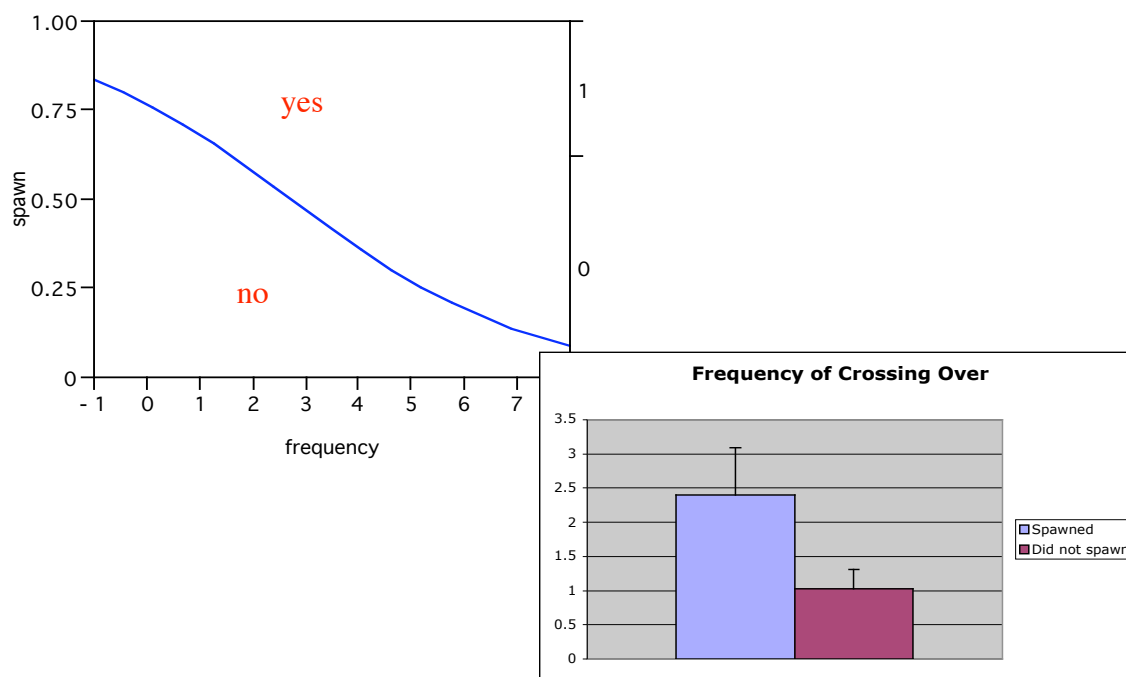 1.00
0.75
0.50
0.25
0
spawn
yes
no
1
0
- 1 0 1 2 3 4 5 6 7
frequency
Frequency of Crossing Over
3.5
3
2.5
2
1.5
1
0.5
0
Spawned
Did not spawn